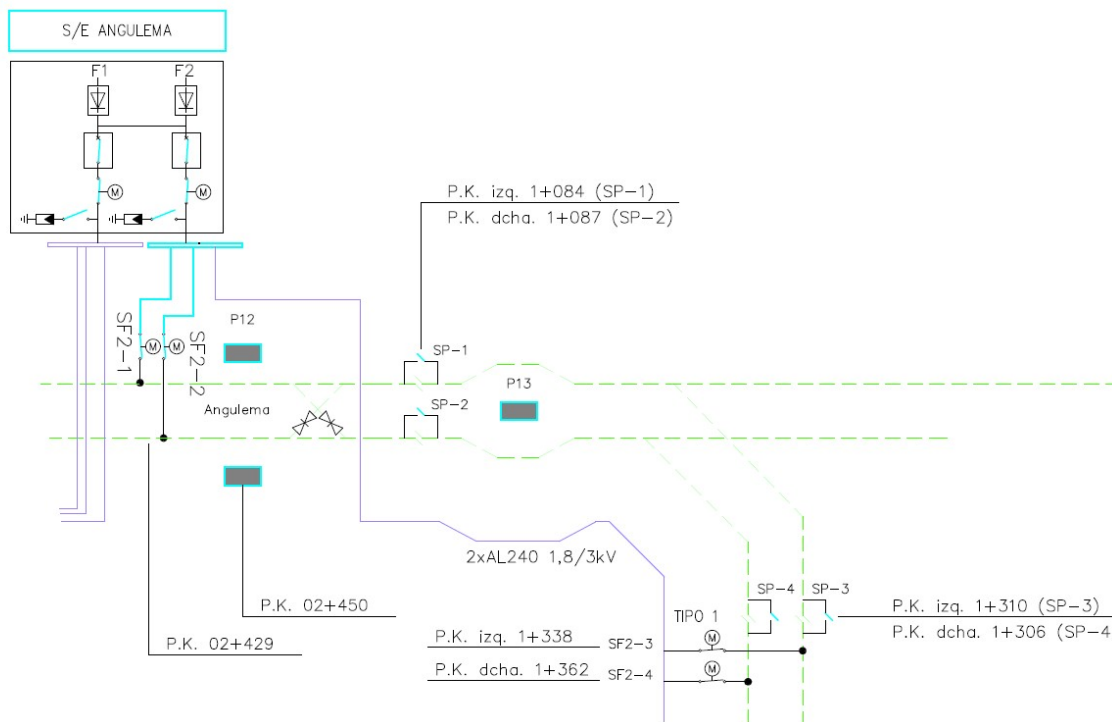 S/E ANGULEMA
F1
F2
M
M
P.K. izq. 1+084 (SP-1)
P.K. dcha. 1+087 (SP-2)
SF2-1
SF2-2
M
M
P12
SP-1
P13
SP-2
Angulema
2xAL240 1,8/3kV
P.K. 02+450
P.K. 02+429
SP-4
SP-3
TIPO 1
P.K. izq. 1+310 (SP-3)
P.K. dcha. 1+306 (SP-4
P.K. izq. 1+338
SF2-3
M
P.K. dcha. 1+362
SF2-4
M